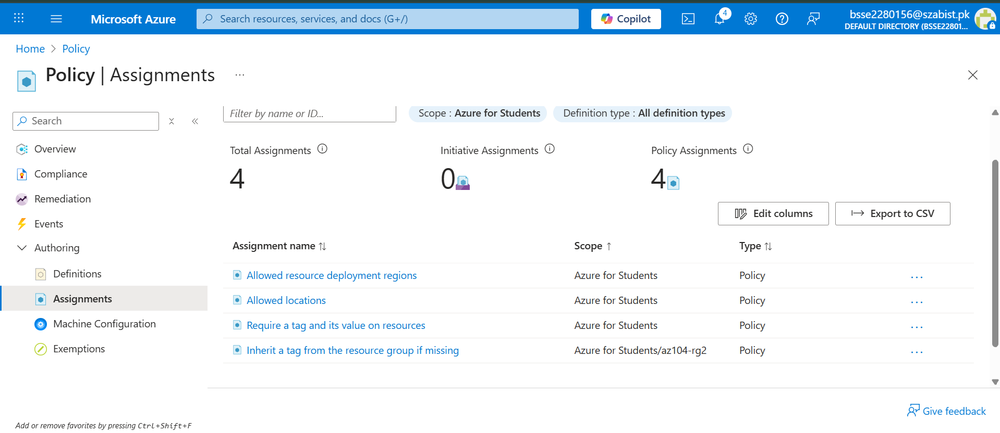 Microsoft Azure
Search resources, services, and docs (G+/)
Copilot
4
bsse2280156@szabist.pk
DEFAULT DIRECTORY (BSSE22801...
Home > Policy
Policy | Assignments ...
Search
Overview
Compliance
Remediation
Events
Authoring
Definitions
Assignments
Machine Configuration
Exemptions
Add or remove favorites by pressing Ctrl+Shift+F
Filter by name or ID...
Scope : Azure for Students
Definition type : All definition types
Total Assignments
4
Initiative Assignments
0
Policy Assignments
4
Edit columns
Export to CSV
Assignment name Scope Type
Allowed resource deployment regions Azure for Students Policy ...
Allowed locations Azure for Students Policy ...
Require a tag and its value on resources Azure for Students Policy ...
Inherit a tag from the resource group if missing Azure for Students/az104-rg2 Policy ...
Give feedback